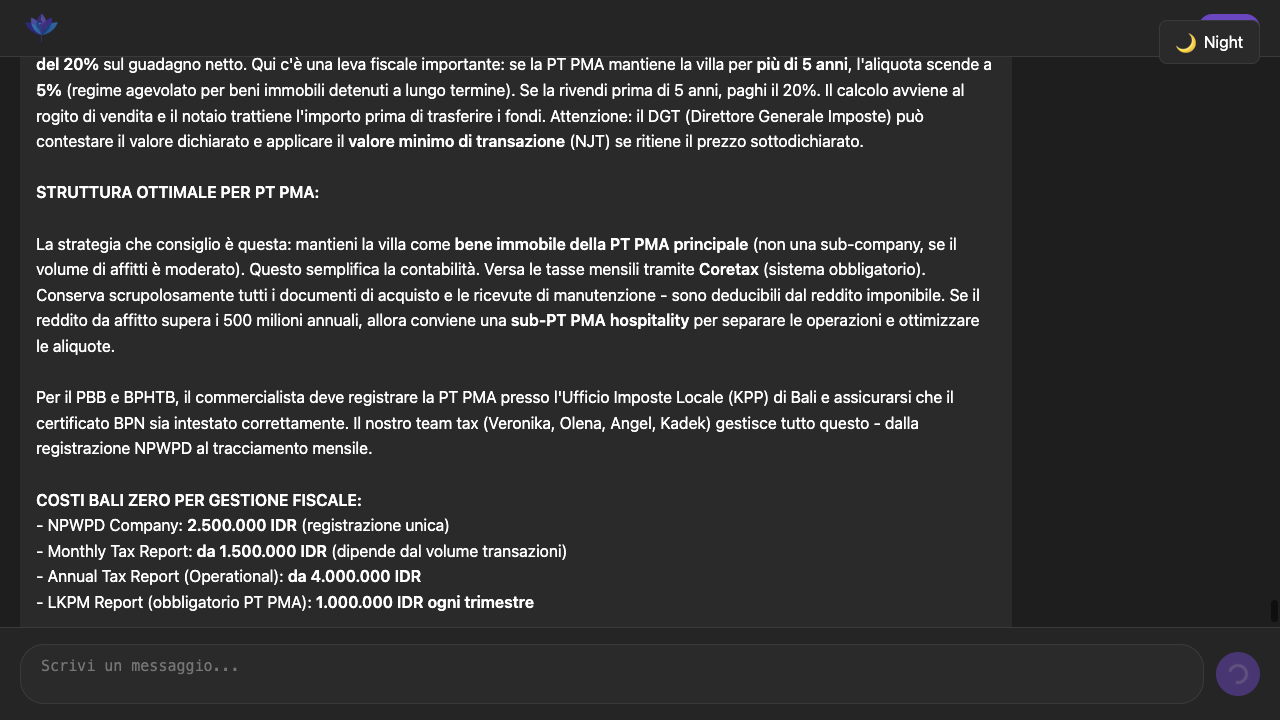 🌙 Night
del 20% sul guadagno netto. Qui c'è una leva fiscale importante: se la PT PMA mantiene la villa per più di 5 anni, l'aliquota scende a
5% (regime agevolato per beni immobili detenuti a lungo termine). Se la rivendi prima di 5 anni, paghi il 20%. Il calcolo avviene al
rogito di vendita e il notaio trattiene l'importo prima di trasferire i fondi. Attenzione: il DGT (Direttore Generale Imposte) può
contestare il valore dichiarato e applicare il valore minimo di transazione (NJT) se ritiene il prezzo sottodichiarato.
STRUTTURA OTTIMALE PER PT PMA:
La strategia che consiglio è questa: mantieni la villa come bene immobile della PT PMA principale (non una sub-company, se il
volume di affitti è moderato). Questo semplifica la contabilità. Versa le tasse mensili tramite Coretax (sistema obbligatorio).
Conserva scrupolosamente tutti i documenti di acquisto e le ricevute di manutenzione - sono deducibili dal reddito imponibile. Se il
reddito da affitto supera i 500 milioni annuali, allora conviene una sub-PT PMA hospitality per separare le operazioni e ottimizzare
le aliquote.
Per il PBB e BPHTB, il commercialista deve registrare la PT PMA presso l'Ufficio Imposte Locale (KPP) di Bali e assicurarsi che il
certificato BPN sia intestato correttamente. Il nostro team tax (Veronika, Olena, Angel, Kadek) gestisce tutto questo - dalla
registrazione NPWPD al tracciamento mensile.
COSTI BALI ZERO PER GESTIONE FISCALE:
- NPWPD Company: 2.500.000 IDR (registrazione unica)
- Monthly Tax Report: da 1.500.000 IDR (dipende dal volume transazioni)
- Annual Tax Report (Operational): da 4.000.000 IDR
- LKPM Report (obbligatorio PT PMA): 1.000.000 IDR ogni trimestre
Scrivi un messaggio...